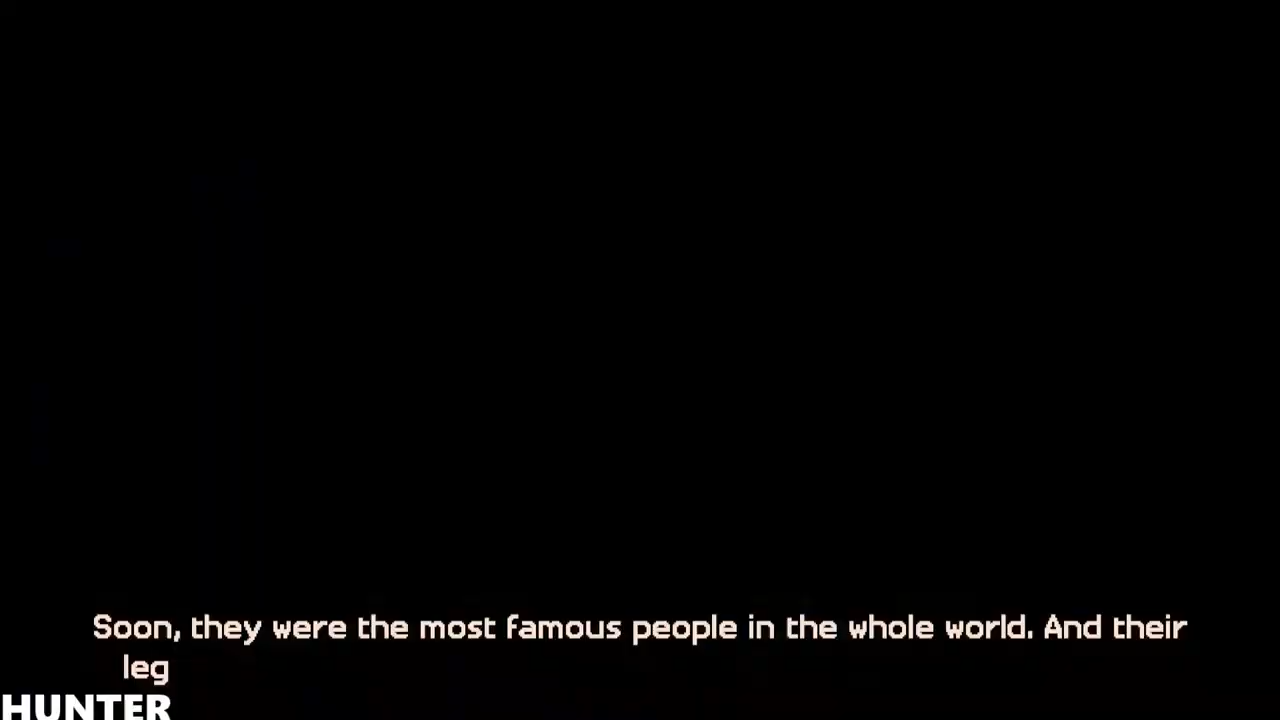 Soon, they were the most famous people in the whole world. And their
leg
HUNTER